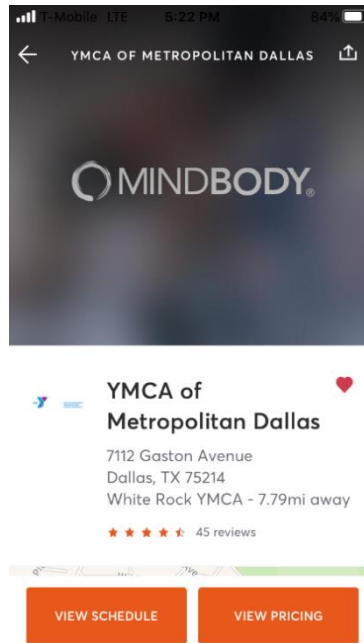 T-Mobile LTE 5:22 PM 84%
YMCA OF METROPOLITAN DALLAS
MINDBODY®
YMCA of
Metropolitan Dallas
7112 Gaston Avenue
Dallas, TX 75214
White Rock YMCA - 7.79mi away
45 reviews
VIEW SCHEDULE
VIEW PRICING